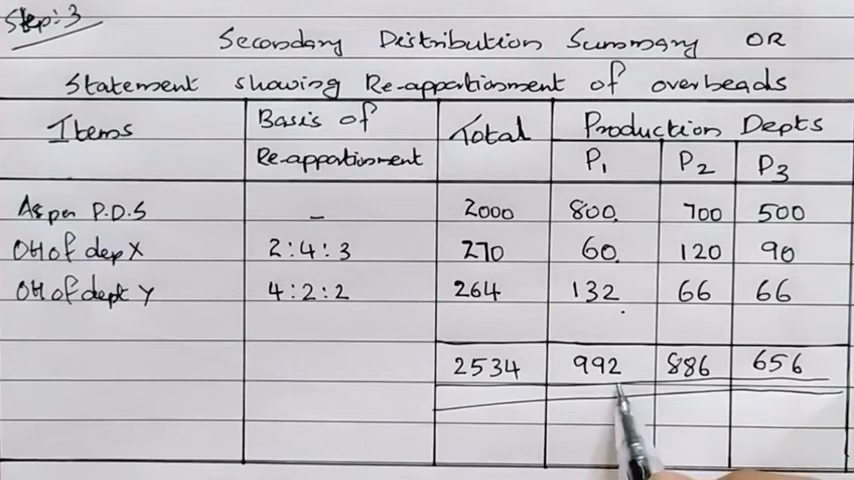 Step:3
Secondary Distribution Summary OR
Statement showing Re-apportionment of overheads
Items Basis of Re-apportionment Total Production Depts
P1 P2 P3
As per P.D.S - 2000 800 700 500
OH of dep X 2:4:3 270 60 120 90
OH of dept Y 4:2:2 264 132 66 66
2534 992 886 656